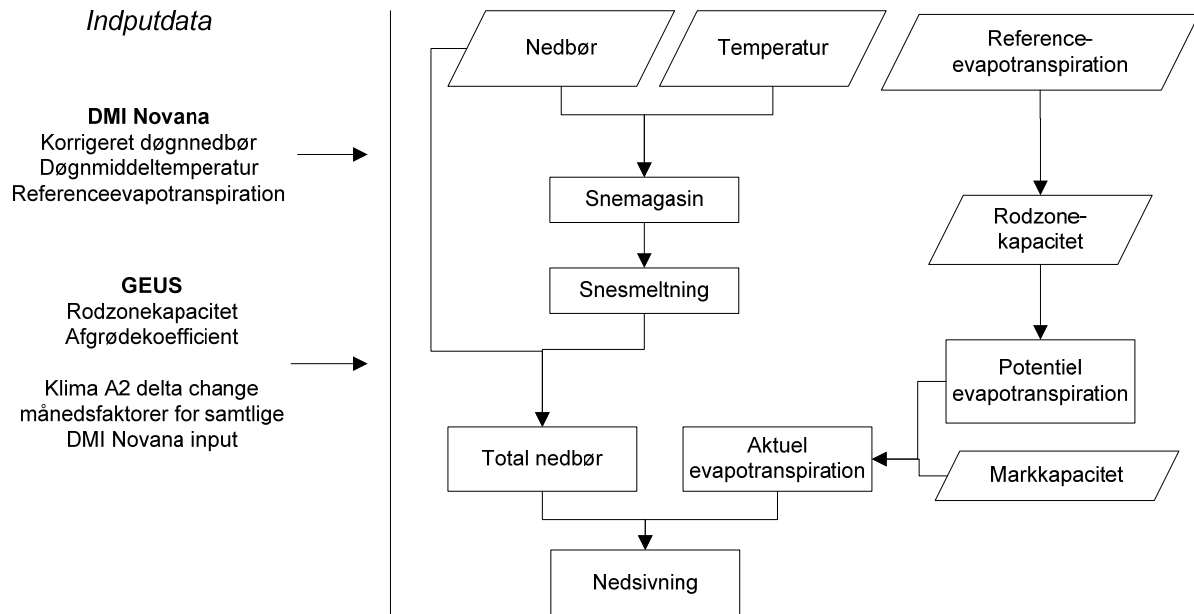 Indputdata
DMI Novana
Korrigeret døgnnedbør
Døgnmiddeltemperatur
Referenceevapotranspiration
GEUS
Rodzonekapacitet
Afgrødekoefficient
Klima A2 delta change
månedsfaktorer for samtlige
DMI Novana input
Nedbør
Temperatur
Reference-
evapotranspiration
Snemagasin
Rodzone-
kapacitet
Snesmeltning
Potentiel
evapotranspiration
Total nedbør
Aktuel
evapotranspiration
Markkapacitet
Nedsivning